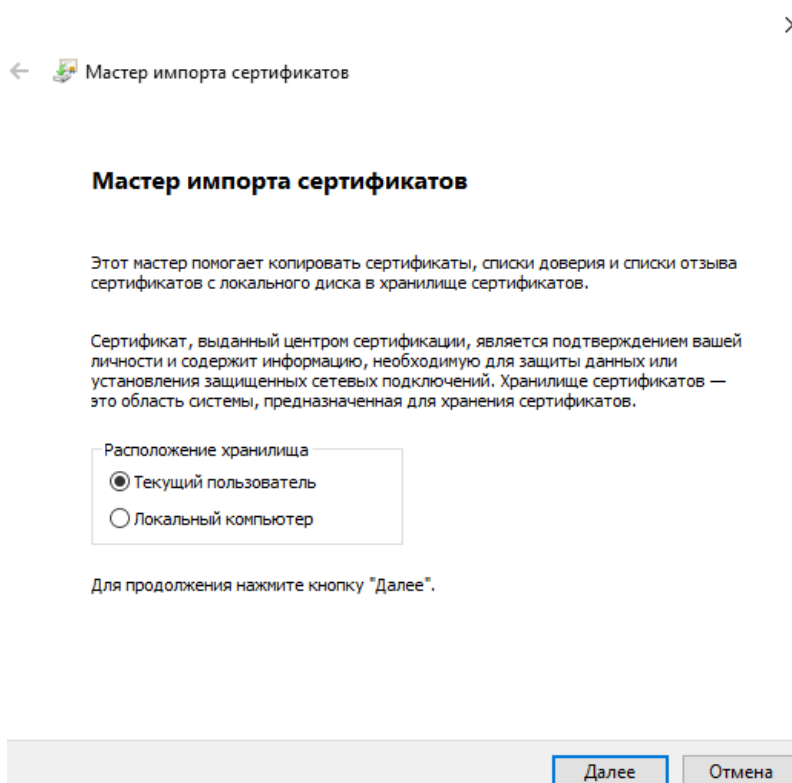 Мастер импорта сертификатов
Мастер импорта сертификатов
Этот мастер помогает копировать сертификаты, списки доверия и списки отзыва
сертификатов с локального диска в хранилище сертификатов.
Сертификат, выданный центром сертификации, является подтверждением вашей
личности и содержит информацию, необходимую для защиты данных или
установления защищенных сетевых подключений. Хранилище сертификатов —
это область системы, предназначенная для хранения сертификатов.
Расположение хранилища
Текущий пользователь
Локальный компьютер
Для продолжения нажмите кнопку "Далее".
Далее
Отмена